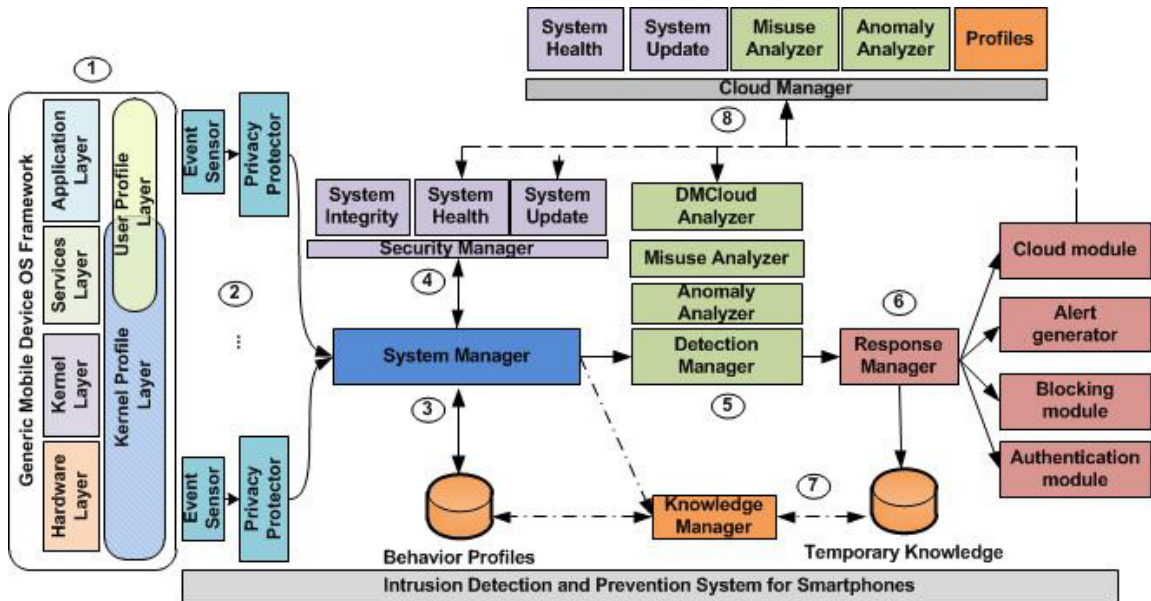 System
Health
System
Update
Misuse
Analyzer
Anomaly
Analyzer
Profiles
Cloud Manager
1
8
Generic Mobile Device OS Framework
Application
Layer
Services
Layer
Kernel
Layer
Hardware
Layer
User Profile
Layer
Kernel Profile
Layer
Event
Sensor
Privacy
Protector
2
...
Event
Sensor
Privacy
Protector
System
Integrity
System
Health
System
Update
Security Manager
4
System Manager
3
Behavior Profiles
DMCloud
Analyzer
Misuse Analyzer
Anomaly
Analyzer
Detection
Manager
5
6
Response
Manager
Cloud module
Alert
generator
Blocking
module
Authentication
module
Knowledge
Manager
7
Temporary Knowledge
Intrusion Detection and Prevention System for Smartphones